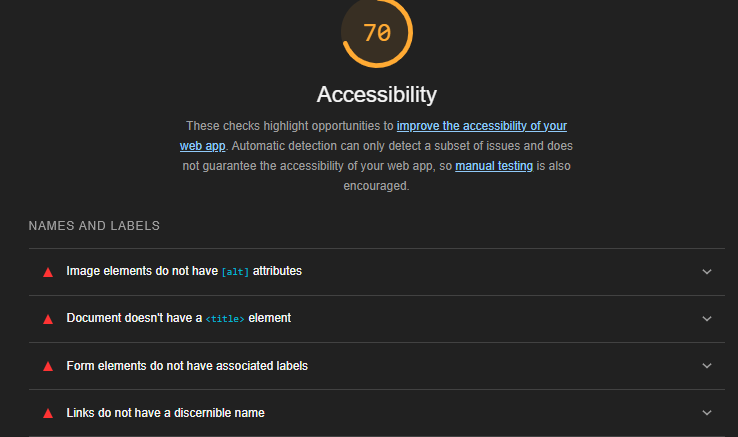 70
Accessibility
These checks highlight opportunities to improve the accessibility of your
web app. Automatic detection can only detect a subset of issues and does
not guarantee the accessibility of your web app, so manual testing is also
encouraged.
NAMES AND LABELS
Image elements do not have [alt] attributes
Document doesn't have a <title> element
Form elements do not have associated labels
Links do not have a discernible name